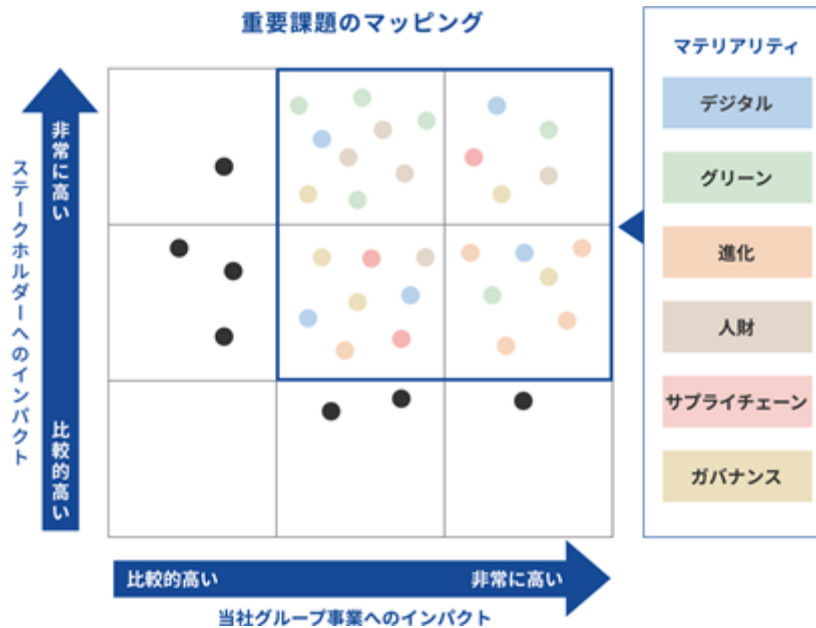 重要課題のマッピング
ステークホルダーへのインパクト
非常に高い
比較的高い
比較的高い
非常に高い
当社グループ事業へのインパクト
マテリアリティ
デジタル
グリーン
進化
人財
サプライチェーン
ガバナンス